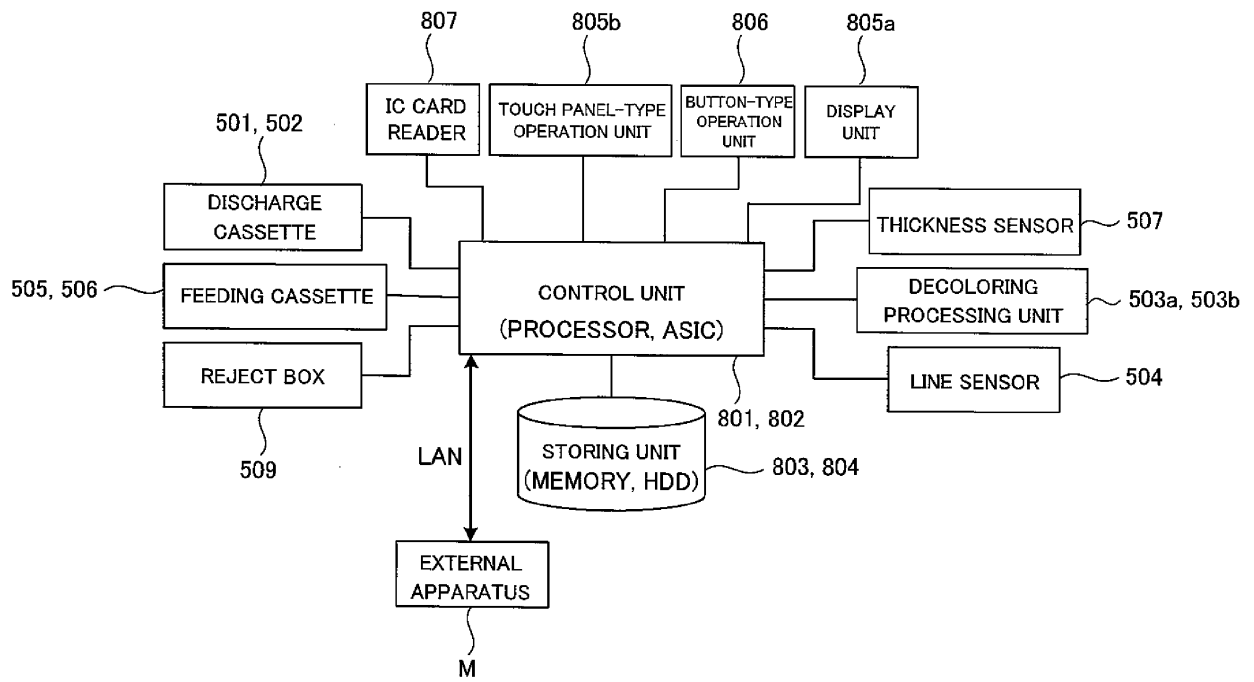 807
805b
806
805a
IC CARD
READER
TOUCH PANEL-TYPE
OPERATION UNIT
BUTTON-TYPE
OPERATION
UNIT
DISPLAY
UNIT
501, 502
DISCHARGE
CASSETTE
THICKNESS SENSOR
507
505, 506
FEEDING CASSETTE
CONTROL UNIT
(PROCESSOR, ASIC)
DECOLORING
PROCESSING UNIT
503a, 503b
REJECT BOX
LINE SENSOR
504
509
801, 802
LAN
STORING UNIT
(MEMORY, HDD)
803, 804
EXTERNAL
APPARATUS
M